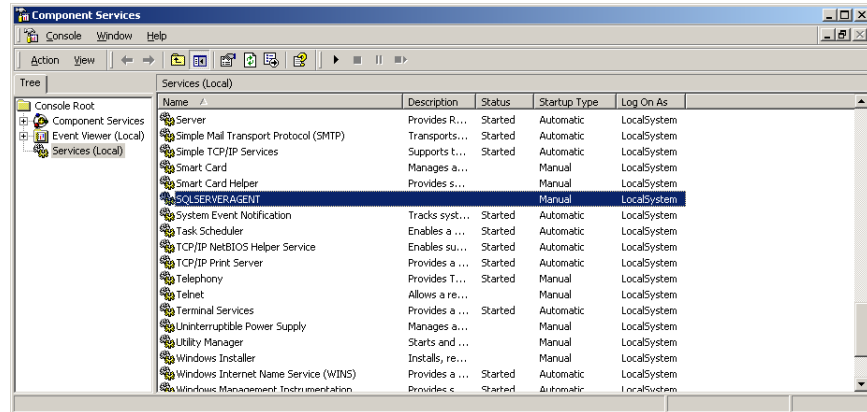 Component Services
Console Window Help
Action View
Tree
Services (Local)
Console Root
Component Services
Event Viewer (Local)
Services (Local)
Name Description Status Startup Type Log On As
Server Provides R... Started Automatic LocalSystem
Simple Mail Transport Protocol (SMTP) Transports... Started Automatic LocalSystem
Simple TCP/IP Services Supports t... Started Automatic LocalSystem
Smart Card Manages a... Manual LocalSystem
Smart Card Helper Provides s... Manual LocalSystem
SQLSERVERAGENT Manual LocalSystem
System Event Notification Tracks syst... Started Automatic LocalSystem
Task Scheduler Enables a ... Started Automatic LocalSystem
TCP/IP NetBIOS Helper Service Enables su... Started Automatic LocalSystem
TCP/IP Print Server Provides a ... Started Automatic LocalSystem
Telephony Provides T... Started Manual LocalSystem
Telnet Allows a re... Manual LocalSystem
Terminal Services Provides a ... Started Automatic LocalSystem
Uninterruptible Power Supply Manages a... Manual LocalSystem
Utility Manager Starts and ... Manual LocalSystem
Windows Installer Installs, re... Manual LocalSystem
Windows Internet Name Service (WINS) Provides a ... Started Automatic LocalSystem
Windows Management Instrumentation Provides s... Started Automatic LocalSystem